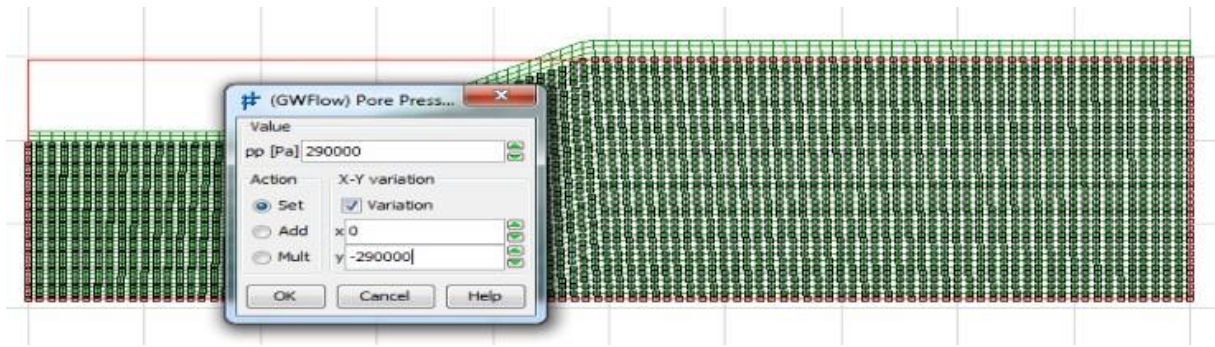 (GWFlow) Pore Press...
Value
pp [Pa] 290000
Action X-Y variation
Set Variation
Add x 0
Mult y -290000
OK Cancel Help